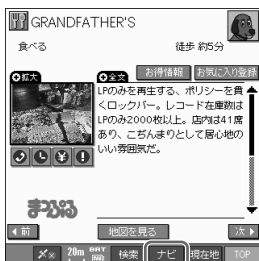 GRANDFATHER'S
食べる
徒歩 約5分
お得情報
お気に入り登録
拡大
全文
LPのみを再生する、ポリシーを貫
くロックバー。レコード在庫数は
LPのみ2000枚以上。店内は41席
あり、こぢんまりとして居心地の
いい雰囲気だ。
¥ !
まっぷる
前
地図を見る
次
20m
検索
ナビ
現在地
TOP